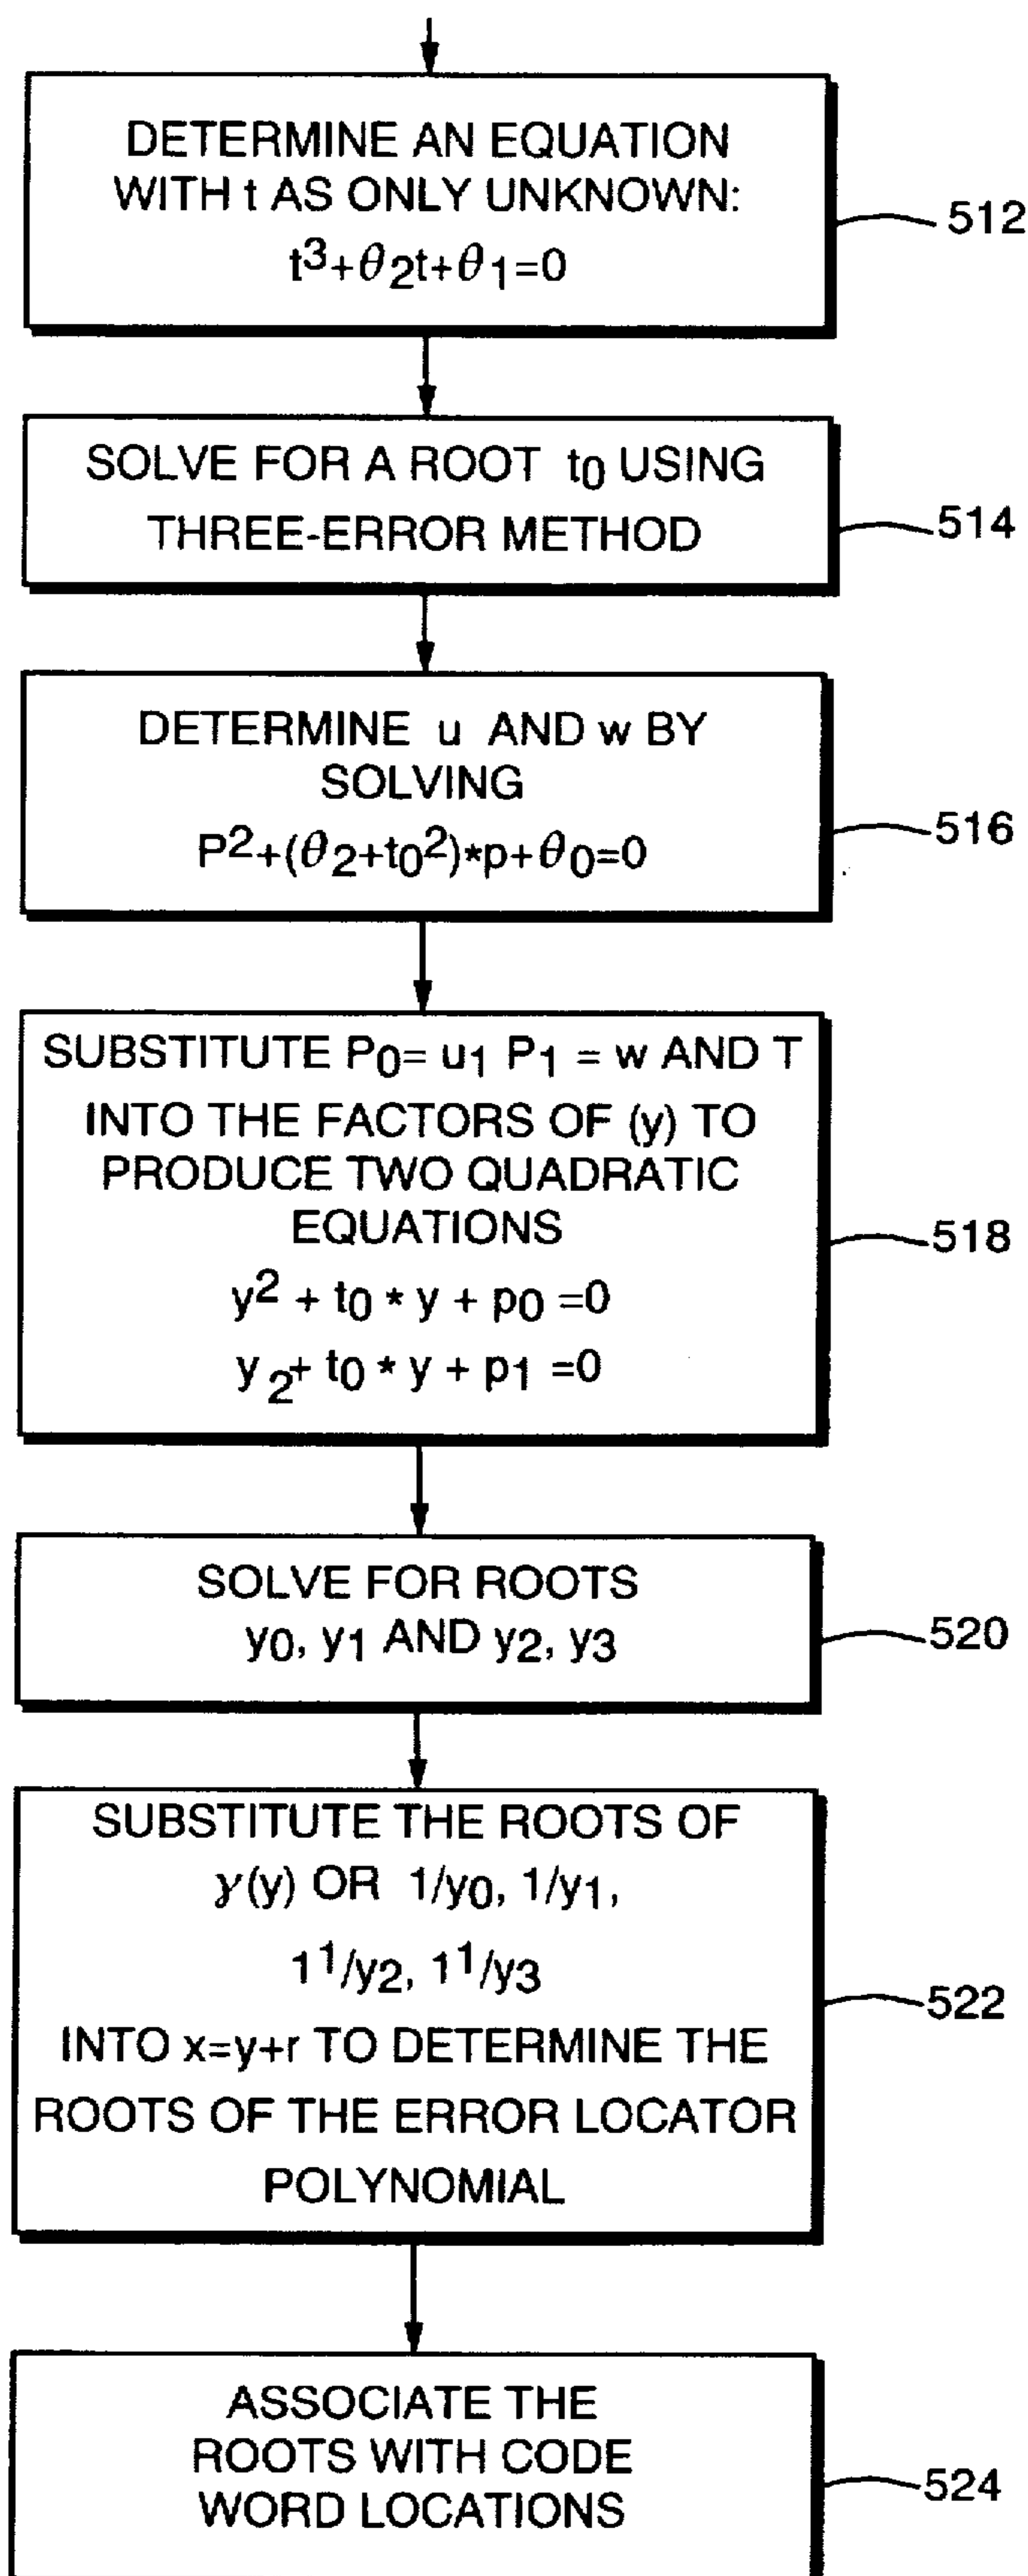 DETERMINE AN EQUATION
WITH t AS ONLY UNKNOWN:
t³+θ₂t+θ₁=0
512
SOLVE FOR A ROOT t₀ USING
THREE-ERROR METHOD
514
DETERMINE u AND w BY
SOLVING
P²+(θ₂+t₀²)*p+θ₀=0
516
SUBSTITUTE P₀= u₁ P₁ = w AND T
INTO THE FACTORS OF (y) TO
PRODUCE TWO QUADRATIC
EQUATIONS
y² + t₀ * y + p₀ =0
y₂+ t₀ * y + p₁ =0
518
SOLVE FOR ROOTS
y₀, y₁ AND y₂, y₃
520
SUBSTITUTE THE ROOTS OF
γ(y) OR 1/y₀, 1/y₁,
1¹/y₂, 1¹/y₃
INTO x=y+r TO DETERMINE THE
ROOTS OF THE ERROR LOCATOR
POLYNOMIAL
522
ASSOCIATE THE
ROOTS WITH CODE
WORD LOCATIONS
524